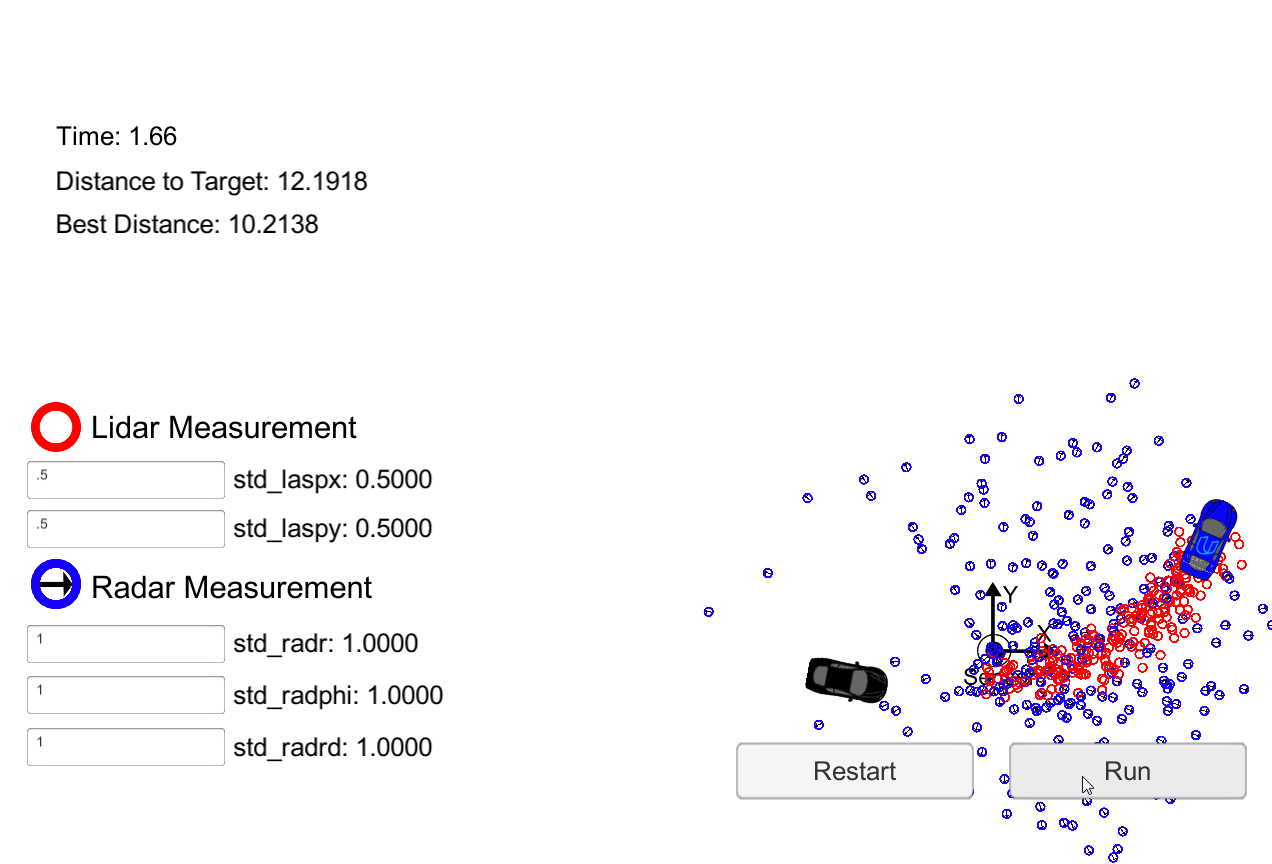 Time: 1.66
Distance to Target: 12.1918
Best Distance: 10.2138
Lidar Measurement
.5
std_laspx: 0.5000
.5
std_laspy: 0.5000
Radar Measurement
1
std_radr: 1.0000
1
std_radphi: 1.0000
1
std_radrd: 1.0000
Y
X
Restart
Run